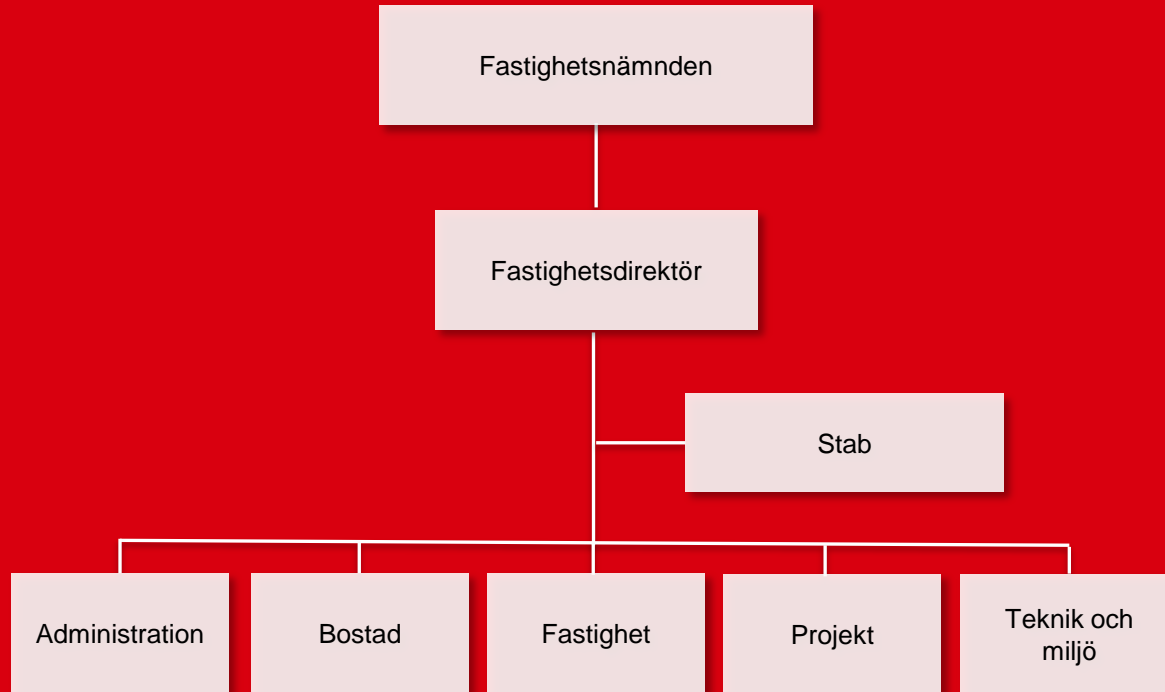 Fastighetsnämnden
Fastighetsdirektör
Stab
Administration
Bostad
Fastighet
Projekt
Teknik och
miljö